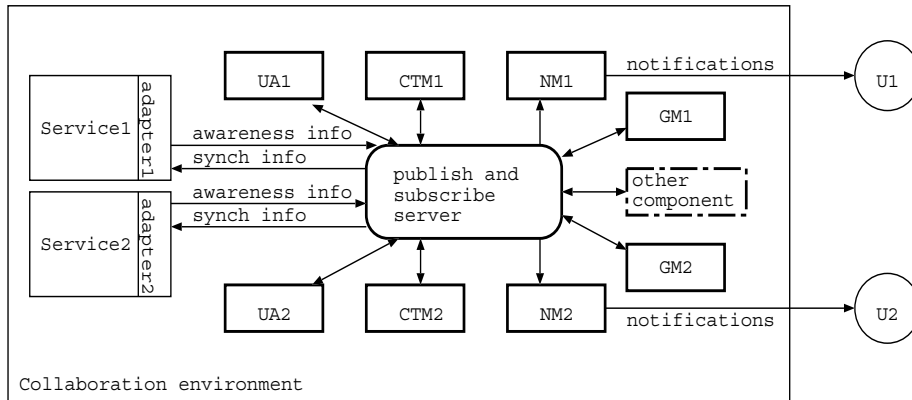 UA1
CTM1
NM1
notifications
U1
Service1
adapter1
awareness info
synch info
GM1
publish and
subscribe
server
other
component
Service2
adapter2
awareness info
synch info
GM2
UA2
CTM2
NM2
notifications
U2
Collaboration environment